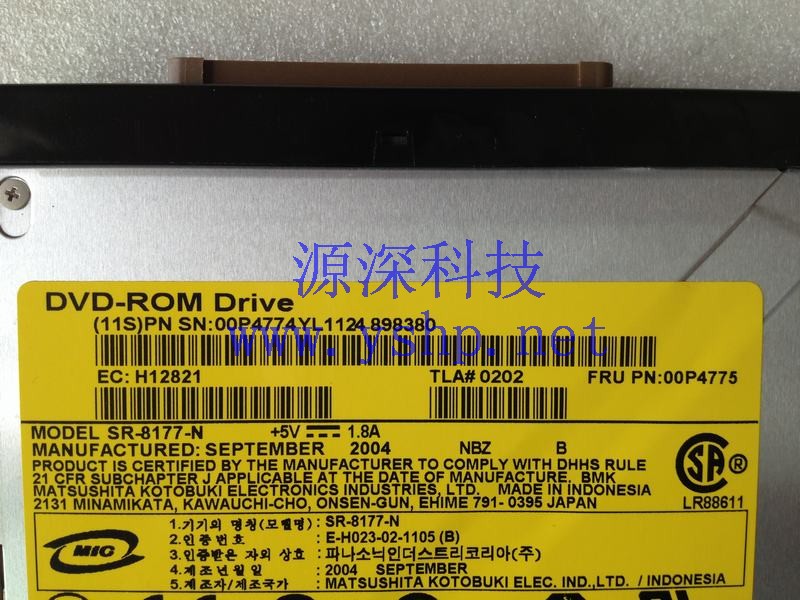 源深科技
www.yshp.net
DVD-ROM Drive
(11S)PN SN:00P4774YL1124 898380
EC: H12821 TLA# 0202 FRU PN:00P4775
MODEL SR-8177-N +5V 1.8A
MANUFACTURED: SEPTEMBER 2004 NBZ B
PRODUCT IS CERTIFIED BY THE MANUFACTURER TO COMPLY WITH DHHS RULE
21 CFR SUBCHAPTER J APPLICABLE AT THE DATE OF MANUFACTURE. BMK
MATSUSHITA KOTOBUKI ELECTRONICS INDUSTRIES, LTD. MADE IN INDONESIA
2131 MINAMIKATA, KAWAUCHI-CHO, ONSEN-GUN, EHIME 791- 0395 JAPAN
SA ®
LR88611
MIC
1.기기의 명칭(모델명) : SR-8177-N
2.인증번호 : E-H023-02-1105 (B)
3.인증받은 자의 상호 : 파나소닉인더스트리코리아(주)
4.제조년월일 : 2004 SEPTEMBER
5.제조자/제조국가 : MATSUSHITA KOTOBUKI ELEC. IND.,LTD. / INDONESIA